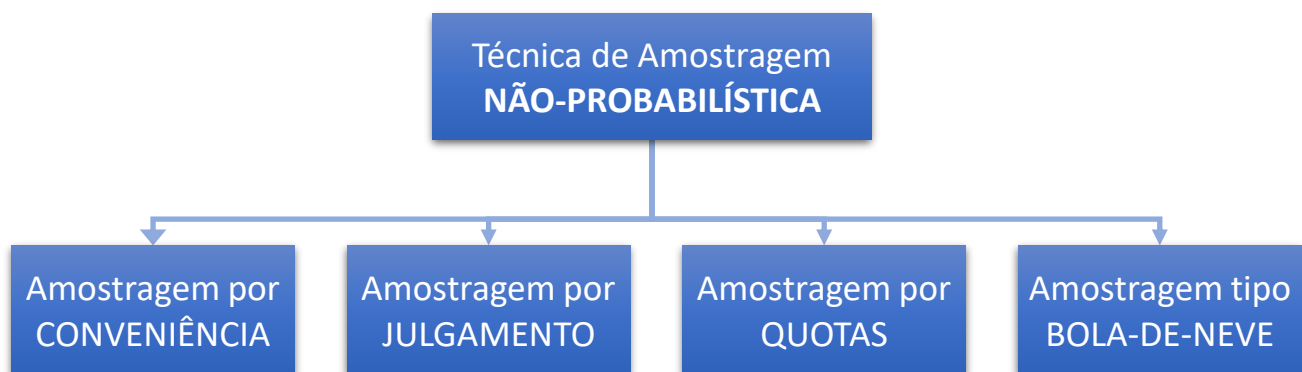 Técnica de Amostragem
NÃO-PROBABILÍSTICA
Amostragem por
CONVENIÊNCIA
Amostragem por
JULGAMENTO
Amostragem por
QUOTAS
Amostragem tipo
BOLA-DE-NEVE